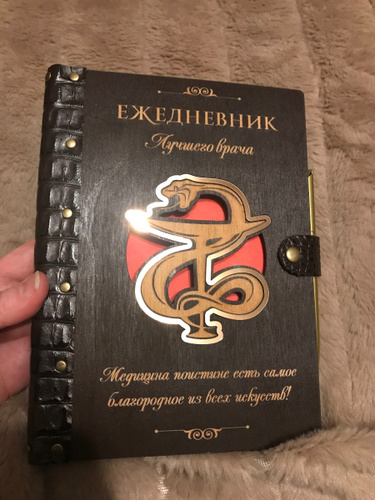 ЕЖЕДНЕВНИК
Лучшего врача
Медицина поистине есть самое
благородное из всех искусств!